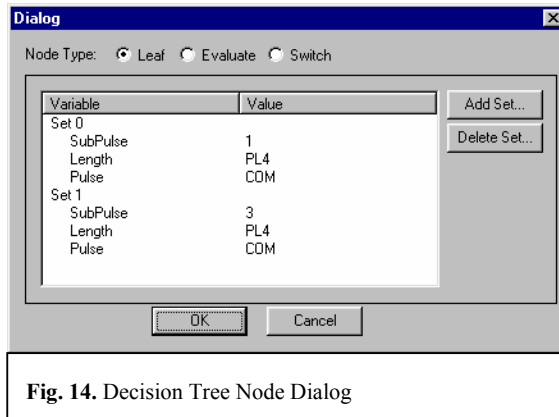 Dialog
Node Type: Leaf Evaluate Switch
Variable Value
Set 0
SubPulse 1
Length PL4
Pulse COM
Set 1
SubPulse 3
Length PL4
Pulse COM
Add Set...
Delete Set...
OK Cancel
Fig. 14. Decision Tree Node Dialog